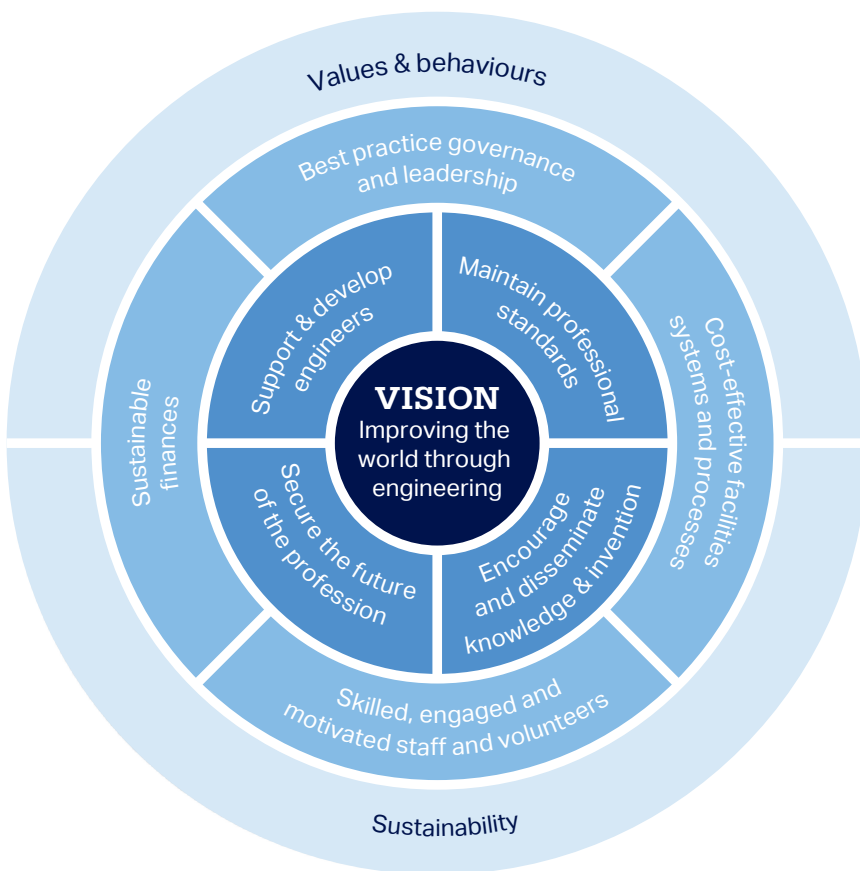 Values & behaviours
Best practice governance
and leadership
Support & develop
engineers
Maintain professional
standards
Cost-effective facilities
systems and processes
Sustainable
finances
VISION
Improving the
world through
engineering
Secure the future
of the profession
Encourage
and disseminate
knowledge & invention
Skilled, engaged and
motivated staff and volunteers
Sustainability